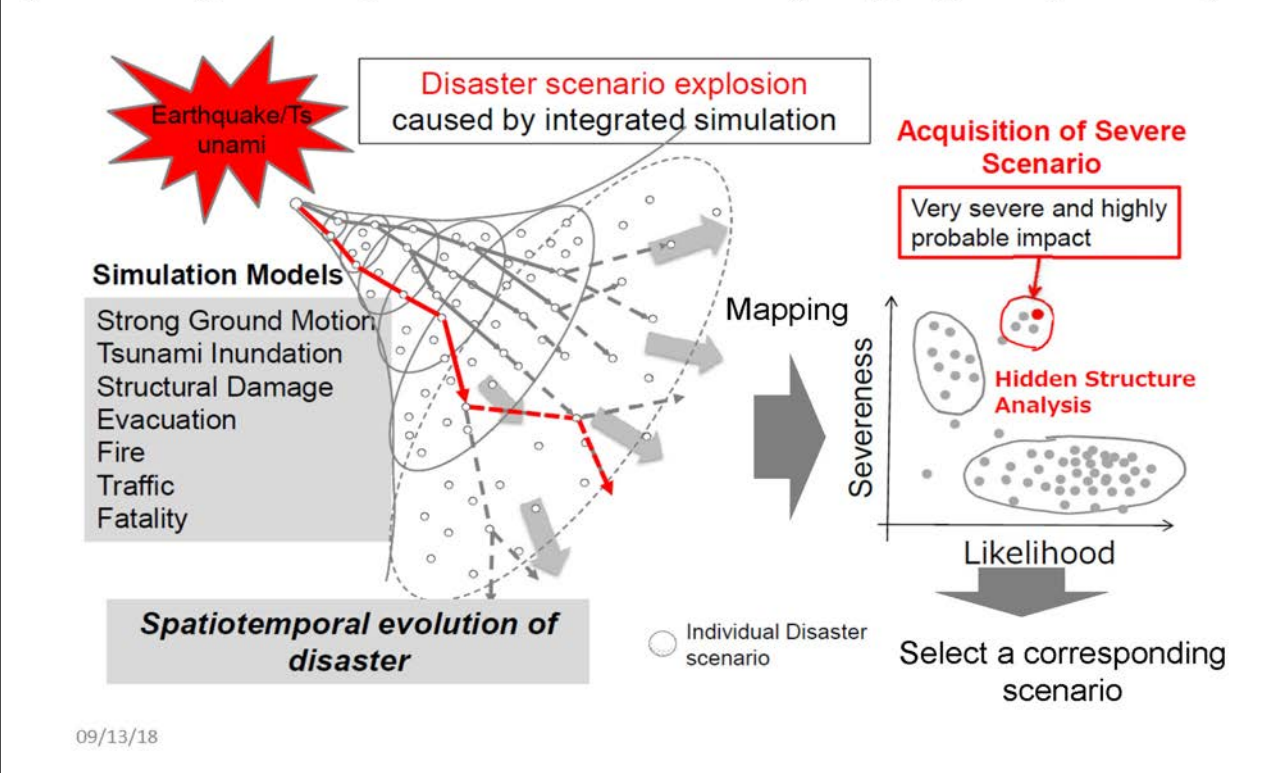 Disaster scenario explosion
caused by integrated simulation
Earthquake/Ts
unami
Acquisition of Severe
Scenario
Very severe and highly
probable impact
Simulation Models
Strong Ground Motion
Tsunami Inundation
Structural Damage
Evacuation
Fire
Traffic
Fatality
Mapping
Severeness
Hidden Structure
Analysis
Likelihood
Spatiotemporal evolution of
disaster
Individual Disaster
scenario
Select a corresponding
scenario
09/13/18